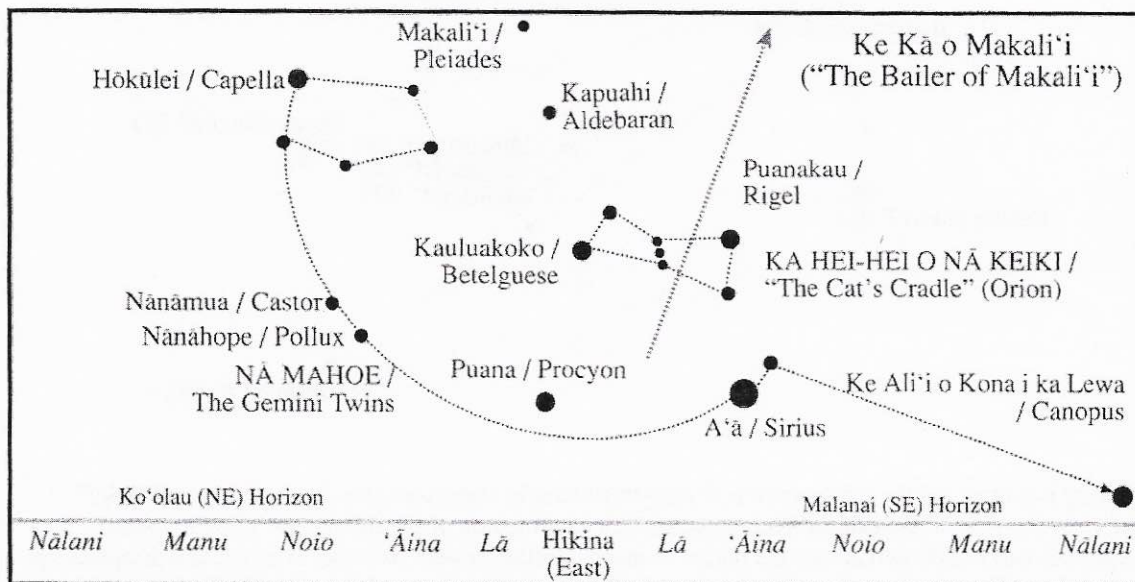 Makali‘i /
Pleiades
Ke Kā o Makali‘i
(“The Bailer of Makali‘i”)
Hōkūlei / Capella
Kapuahi /
Aldebaran
Puanakau /
Rigel
Kauluakoko /
Betelguese
KA HEI-HEI O NĀ KEIKI /
“The Cat’s Cradle” (Orion)
Nānāmua / Castor
Nānāhope / Pollux
NĀ MAHOE /
The Gemini Twins
Puana / Procyon
A‘ā / Sirius
Ke Ali‘i o Kona i ka Lewa
/ Canopus
Ko‘olau (NE) Horizon
Malanai (SE) Horizon
Nālani Manu Noio ‘Āina Lā Hikina Lā ‘Āina Noio Manu Nālani
(East)